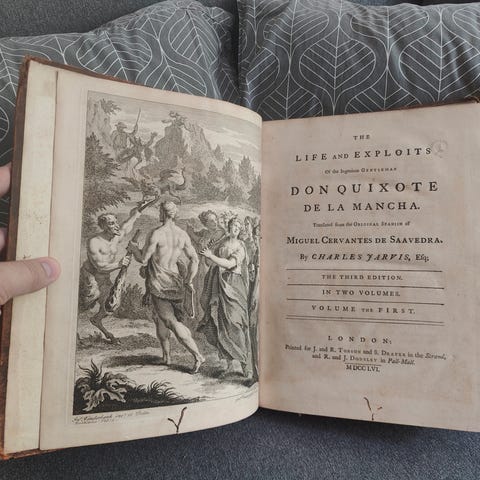 THE
LIFE AND EXPLOITS
Of the Ingenious GENTLEMAN
DON QUIXOTE
DE LA MANCHA.
Translated from the ORIGINAL SPANISH of
MIGUEL CERVANTES DE SAAVEDRA.
By CHARLES JARVIS, Esq;
THE THIRD EDITION.
IN TWO VOLUMES.
VOLUME THE FIRST.
LONDON:
Printed for J. and R. TONSON and S. DRAPER in the Strand,
and R. and J. DODSLEY in Pall-Mall.
MDCCLVI.